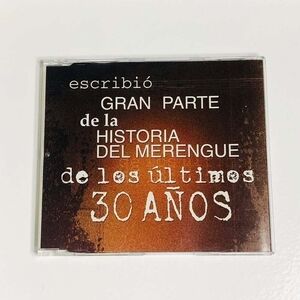 escribió
GRAN PARTE
de la
HISTORIA
DEL MERENGUE
de los últimos
30 AÑOS